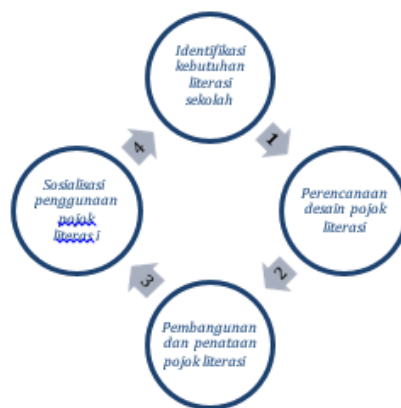 Identifikasi
kebutuhan
literasi
sekolah
1
Perencanaan
desain pojok
literasi
2
Pembangunan
dan penataan
pojok literasi
3
Sosialisasi
penggunaan
pojok
literas i
4